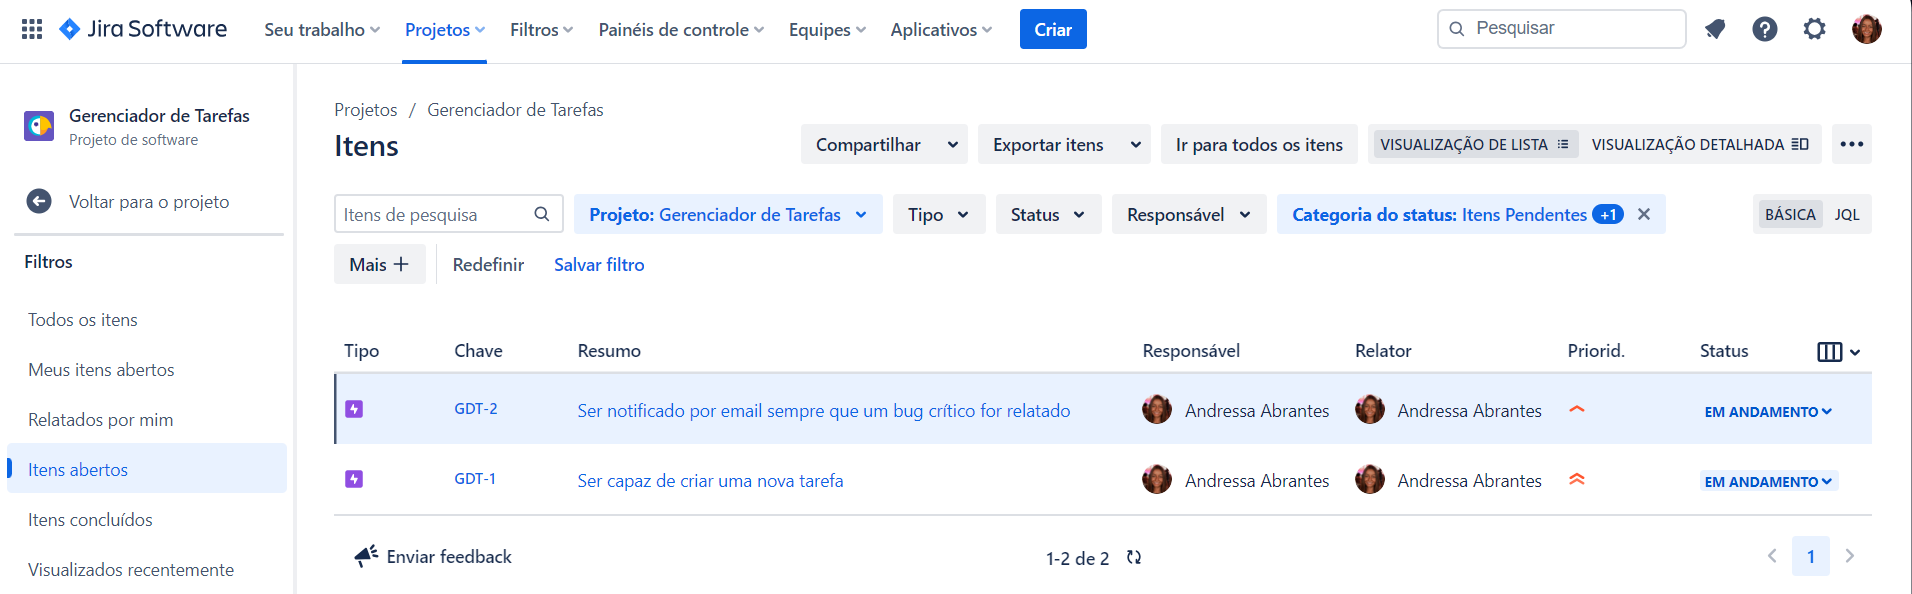 Jira Software Seu trabalho Projetos Filtros Painéis de controle Equipes Aplicativos Criar Pesquisar
Gerenciador de Tarefas
Projeto de software
Voltar para o projeto
Filtros
Todos os itens
Meus itens abertos
Relatados por mim
Itens abertos
Itens concluídos
Visualizados recentemente
Projetos / Gerenciador de Tarefas
Itens
Compartilhar Exportar itens Ir para todos os itens VISUALIZAÇÃO DE LISTA VISUALIZAÇÃO DETALHADA
Itens de pesquisa Projeto: Gerenciador de Tarefas Tipo Status Responsável Categoria do status: Itens Pendentes +1 BÁSICA JQL
Mais + Redefinir Salvar filtro
Tipo Chave Resumo Responsável Relator Priorid. Status
GDT-2 Ser notificado por email sempre que um bug crítico for relatado Andressa Abrantes Andressa Abrantes EM ANDAMENTO
GDT-1 Ser capaz de criar uma nova tarefa Andressa Abrantes Andressa Abrantes EM ANDAMENTO
Enviar feedback 1-2 de 2 1